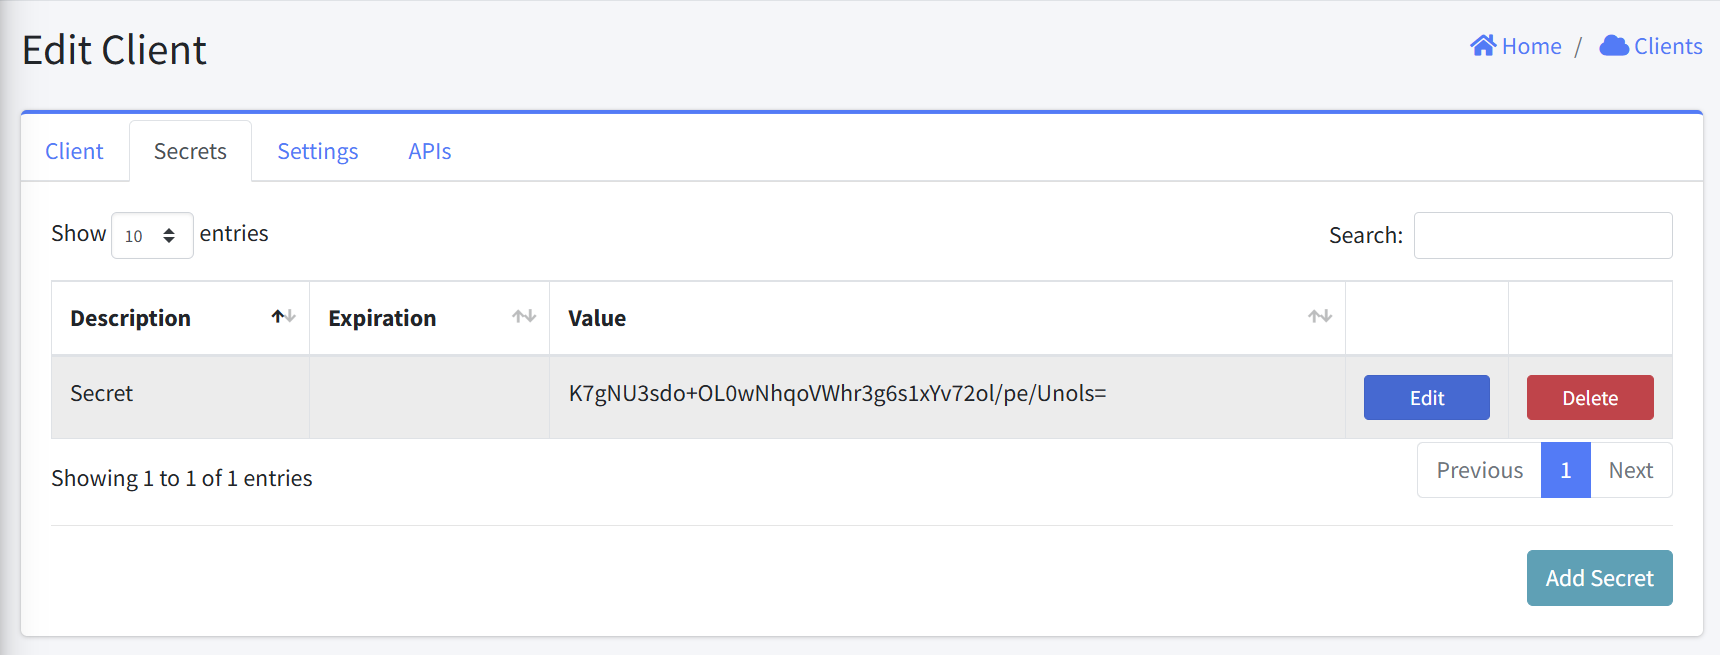 Edit Client
Home / Clients
Client Secrets Settings APIs
Show 10 entries Search:
Description Expiration Value
Secret K7gNU3sdo+OL0wNhqoVWhr3g6s1xYv72ol/pe/Unols= Edit Delete
Showing 1 to 1 of 1 entries Previous 1 Next
Add Secret